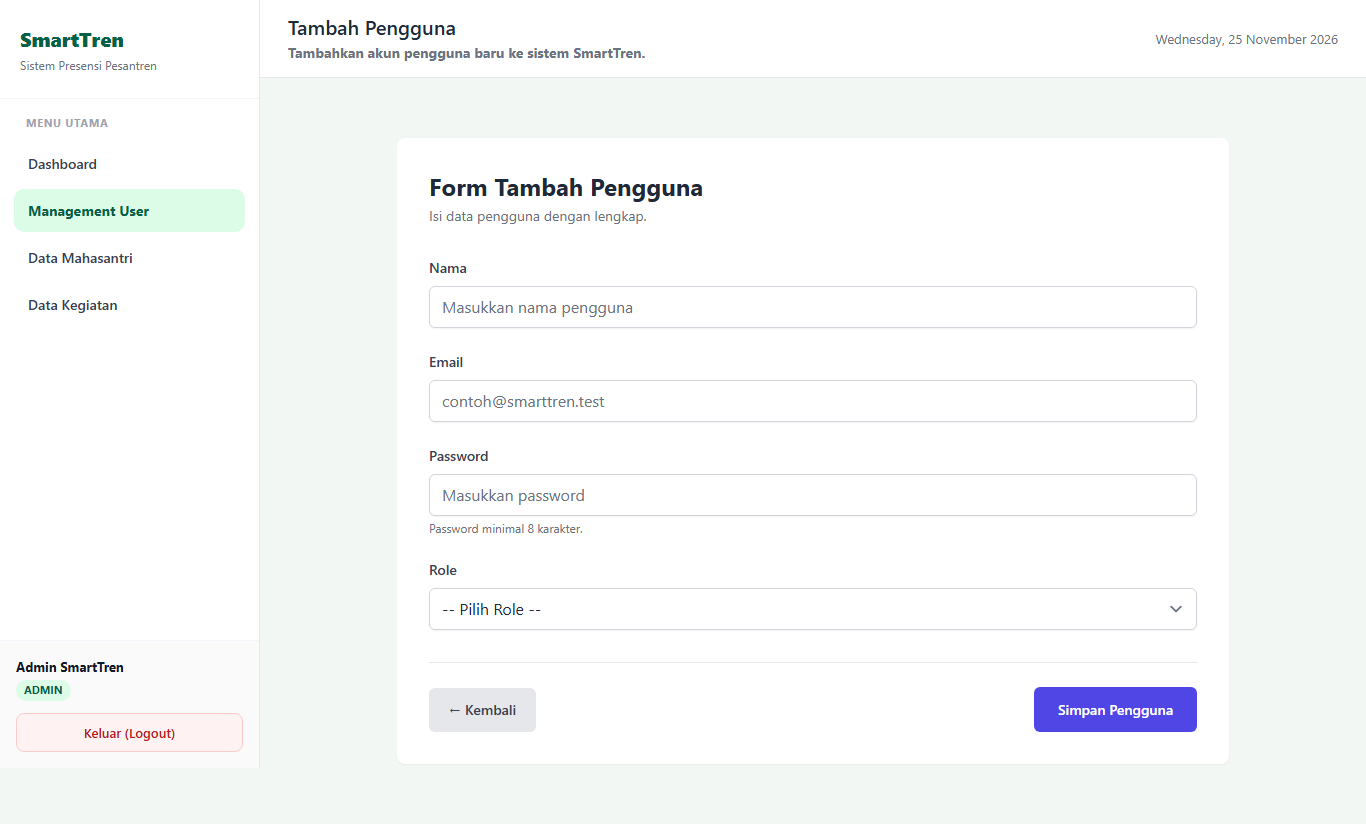 SmartTren
Sistem Presensi Pesantren
MENU UTAMA
Dashboard
Management User
Data Mahasantri
Data Kegiatan
Admin SmartTren
ADMIN
Keluar (Logout)
Tambah Pengguna
Tambahkan akun pengguna baru ke sistem SmartTren.
Wednesday, 25 November 2026
Form Tambah Pengguna
Isi data pengguna dengan lengkap.
Nama
Masukkan nama pengguna
Email
contoh@smarttren.test
Password
Masukkan password
Password minimal 8 karakter.
Role
-- Pilih Role --
← Kembali
Simpan Pengguna